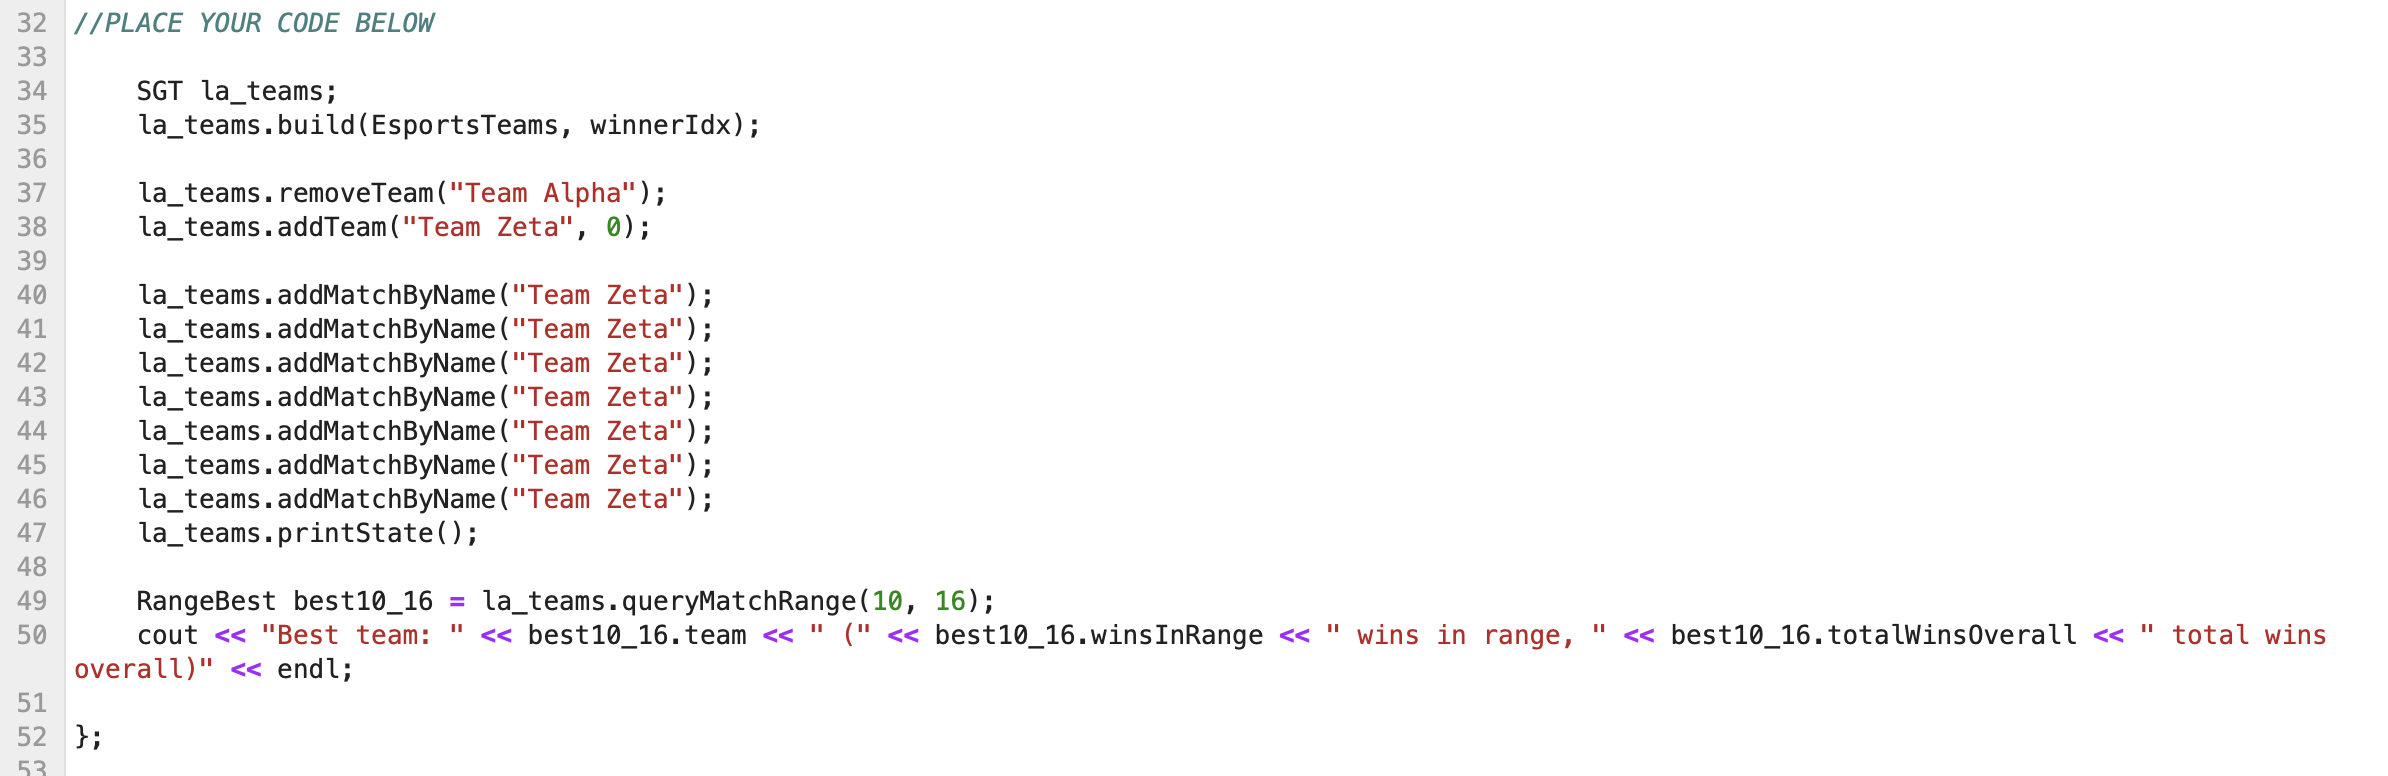 32 //PLACE YOUR CODE BELOW
33
34     SGT la_teams;
35     la_teams.build(EsportsTeams, winnerIdx);
36
37     la_teams.removeTeam("Team Alpha");
38     la_teams.addTeam("Team Zeta", 0);
39
40     la_teams.addMatchByName("Team Zeta");
41     la_teams.addMatchByName("Team Zeta");
42     la_teams.addMatchByName("Team Zeta");
43     la_teams.addMatchByName("Team Zeta");
44     la_teams.addMatchByName("Team Zeta");
45     la_teams.addMatchByName("Team Zeta");
46     la_teams.addMatchByName("Team Zeta");
47     la_teams.printState();
48
49     RangeBest best10_16 = la_teams.queryMatchRange(10, 16);
50     cout << "Best team: " << best10_16.team << " (" << best10_16.winsInRange << " wins in range, " << best10_16.totalWinsOverall << " total wins
overall)" << endl;
51
52 };
53